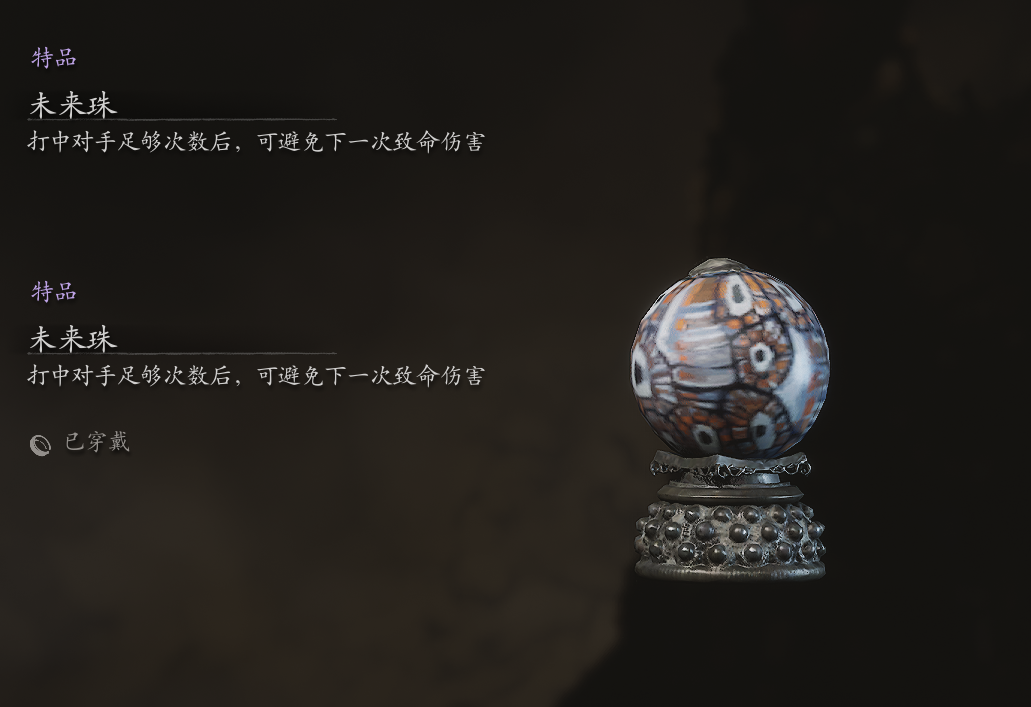 特品
未来珠
打中对手足够次数后，可避免下一次致命伤害
特品
未来珠
打中对手足够次数后，可避免下一次致命伤害
已穿戴